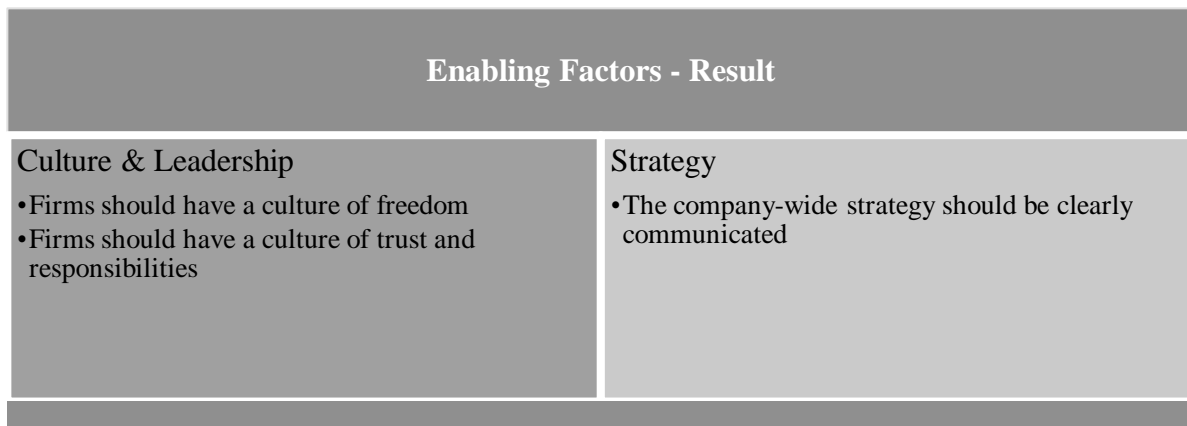 Enabling Factors - Result
Culture & Leadership
•Firms should have a culture of freedom
•Firms should have a culture of trust and
responsibilities
Strategy
•The company-wide strategy should be clearly
communicated